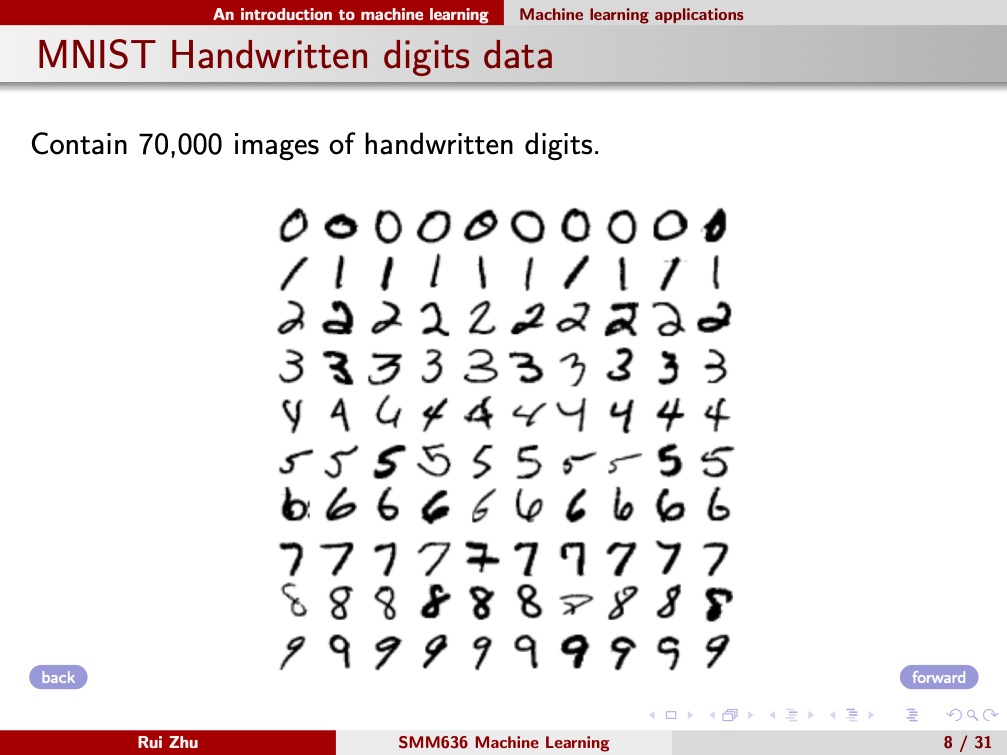 An introduction to machine learning Machine learning applications
MNIST Handwritten digits data
Contain 70,000 images of handwritten digits.
0 0 0 0 0 0 0 0 0 0
1 1 1 1 1 1 1 1 1 1
2 2 2 2 2 2 2 2 2 2
3 3 3 3 3 3 3 3 3 3
4 4 4 4 4 4 4 4 4 4
5 5 5 5 5 5 5 5 5 5
6 6 6 6 6 6 6 6 6 6
7 7 7 7 7 7 7 7 7 7
8 8 8 8 8 8 8 8 8 8
9 9 9 9 9 9 9 9 9 9
back forward
Rui Zhu SMM636 Machine Learning 8 / 31